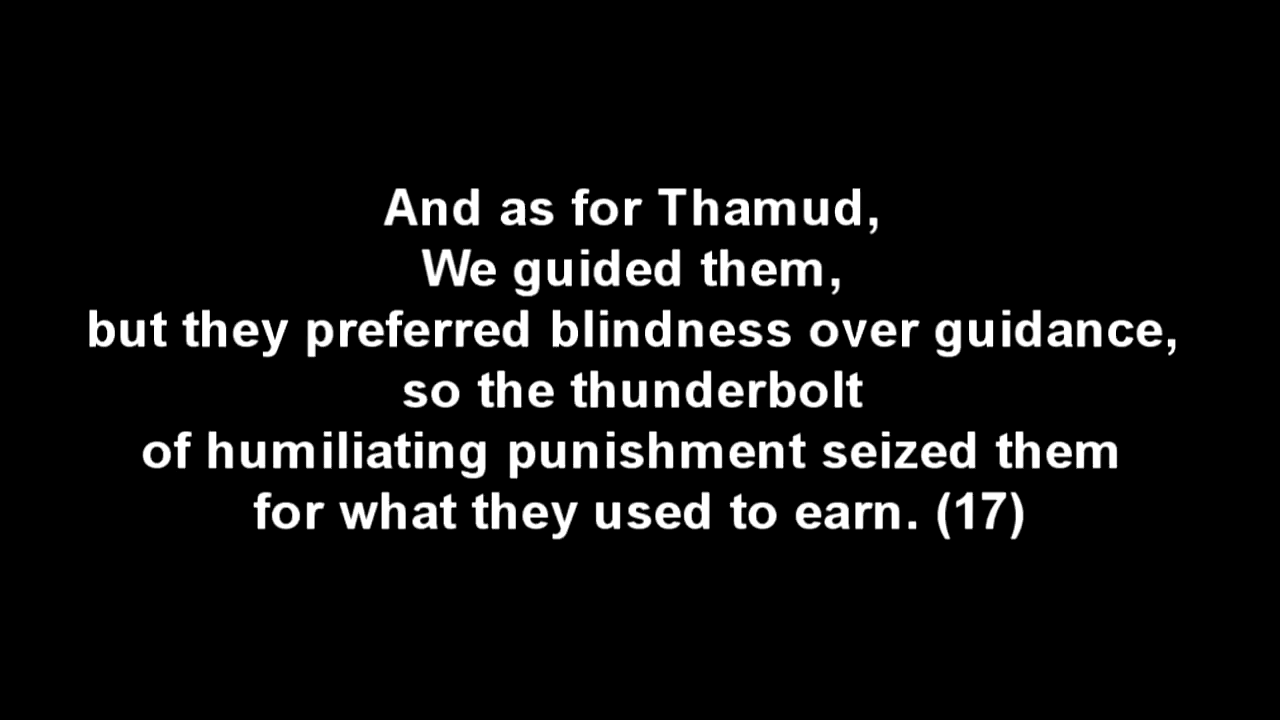 And as for Thamud,
We guided them,
but they preferred blindness over guidance,
so the thunderbolt
of humiliating punishment seized them
for what they used to earn. (17)